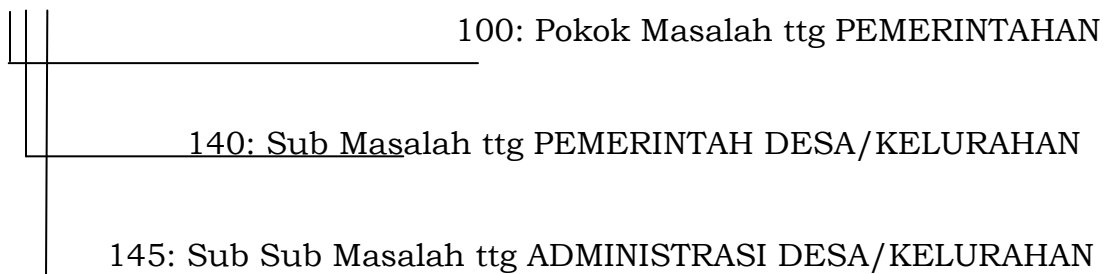 100: Pokok Masalah ttg PEMERINTAHAN
140: Sub Masalah ttg PEMERINTAH DESA/KELURAHAN
145: Sub Sub Masalah ttg ADMINISTRASI DESA/KELURAHAN